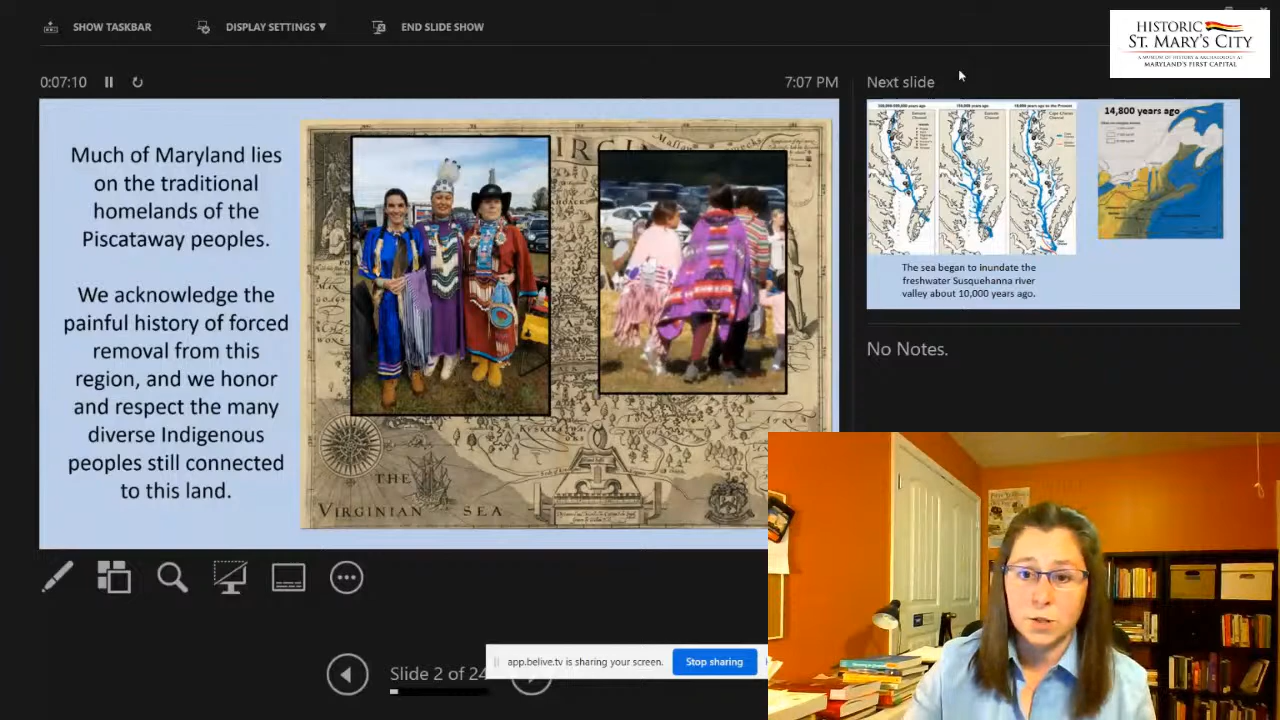 SHOW TASKBAR
DISPLAY SETTINGS ▼
END SLIDE SHOW
HISTORIC
ST. MARY'S CITY
A MUSEUM OF HISTORY & ARCHAEOLOGY AT
MARYLAND'S FIRST CAPITAL
0:07:10
7:07 PM
Next slide
Much of Maryland lies
on the traditional
homelands of the
Piscataway peoples.
We acknowledge the
painful history of forced
removal from this
region, and we honor
and respect the many
diverse Indigenous
peoples still connected
to this land.
THE
VIRGINIAN SEA
14,800 years ago
The sea began to inundate the
freshwater Susquehanna river
valley about 10,000 years ago.
No Notes.
app.belive.tv is sharing your screen.
Stop sharing
Slide 2 of 24